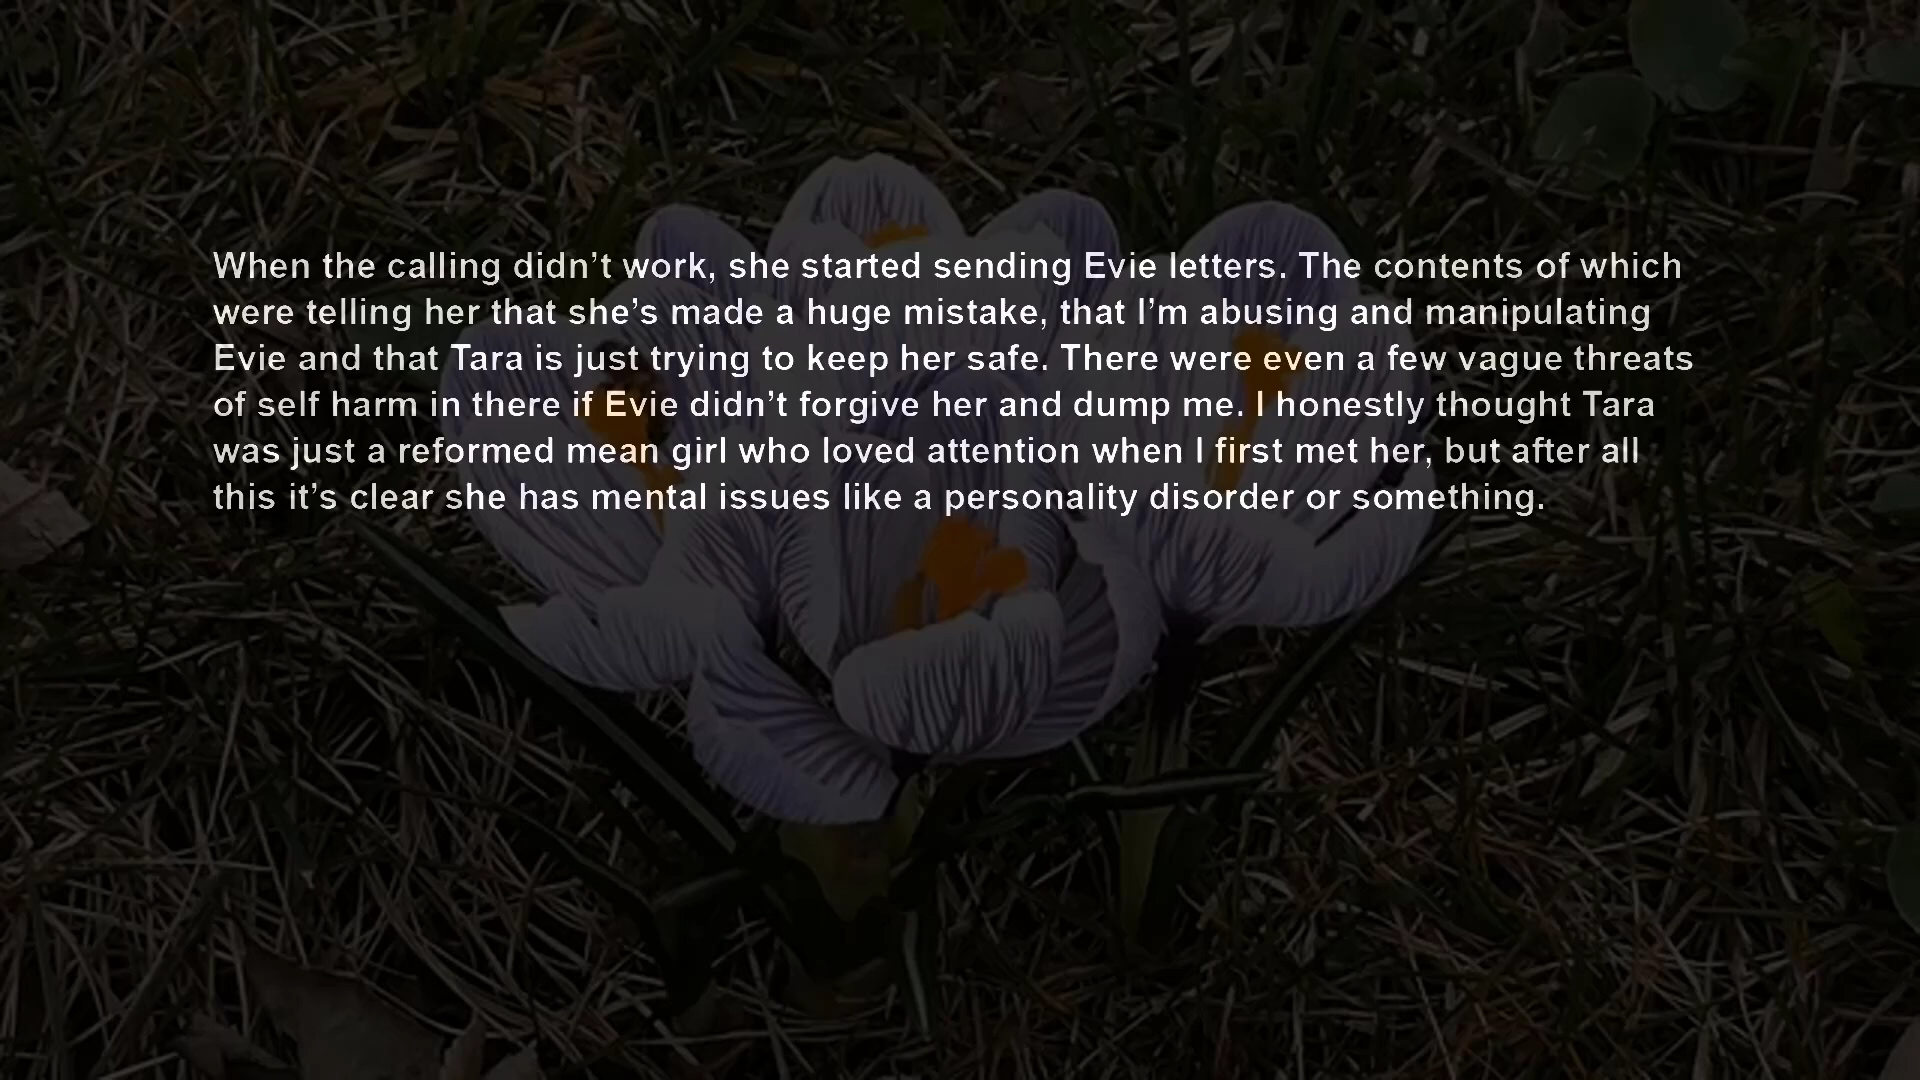 When the calling didn’t work, she started sending Evie letters. The contents of which
were telling her that she’s made a huge mistake, that I’m abusing and manipulating
Evie and that Tara is just trying to keep her safe. There were even a few vague threats
of self harm in there if Evie didn’t forgive her and dump me. I honestly thought Tara
was just a reformed mean girl who loved attention when I first met her, but after all
this it’s clear she has mental issues like a personality disorder or something.